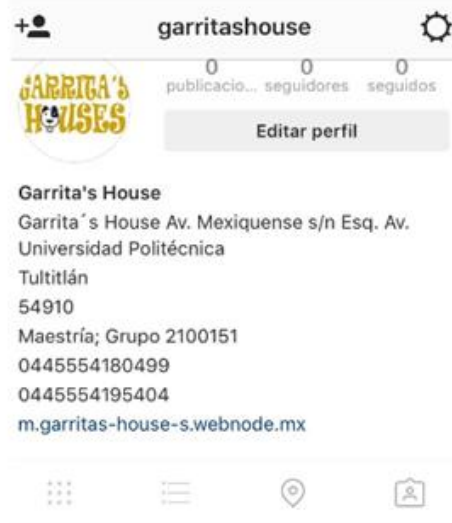 garritashouse
GARRITA'S
HOUSES
0 0 0
publicacio... seguidores seguidos
Editar perfil
Garrita's House
Garrita´s House Av. Mexiquense s/n Esq. Av.
Universidad Politécnica
Tultitlán
54910
Maestría; Grupo 2100151
0445554180499
0445554195404
m.garritas-house-s.webnode.mx